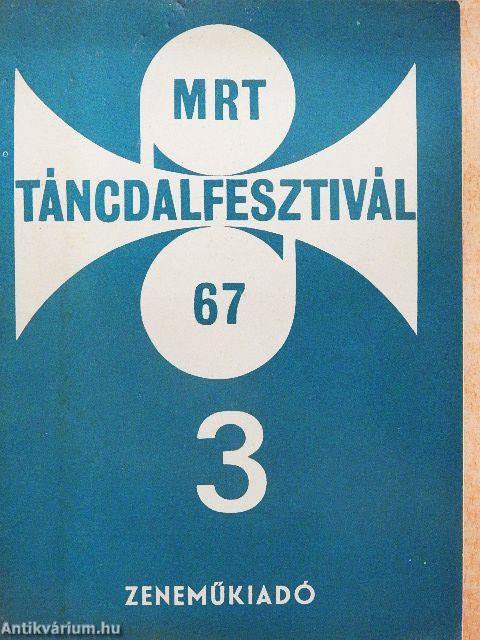 MRT
TÁNCDALFESZTIVÁL
67
3
ZENEMŰKIADÓ
Antikvárium.hu